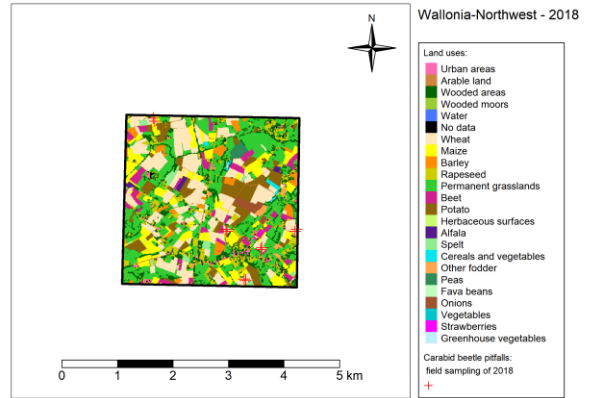 Wallonia-Northwest - 2018
N
Land uses:
Urban areas
Arable land
Wooded areas
Wooded moors
Water
No data
Wheat
Maize
Barley
Rapeseed
Permanent grasslands
Beet
Potato
Herbaceous surfaces
Alfala
Spelt
Cereals and vegetables
Other fodder
Peas
Fava beans
Onions
Vegetables
Strawberries
Greenhouse vegetables
Carabid beetle pitfalls:
field sampling of 2018
0 1 2 3 4 5 km